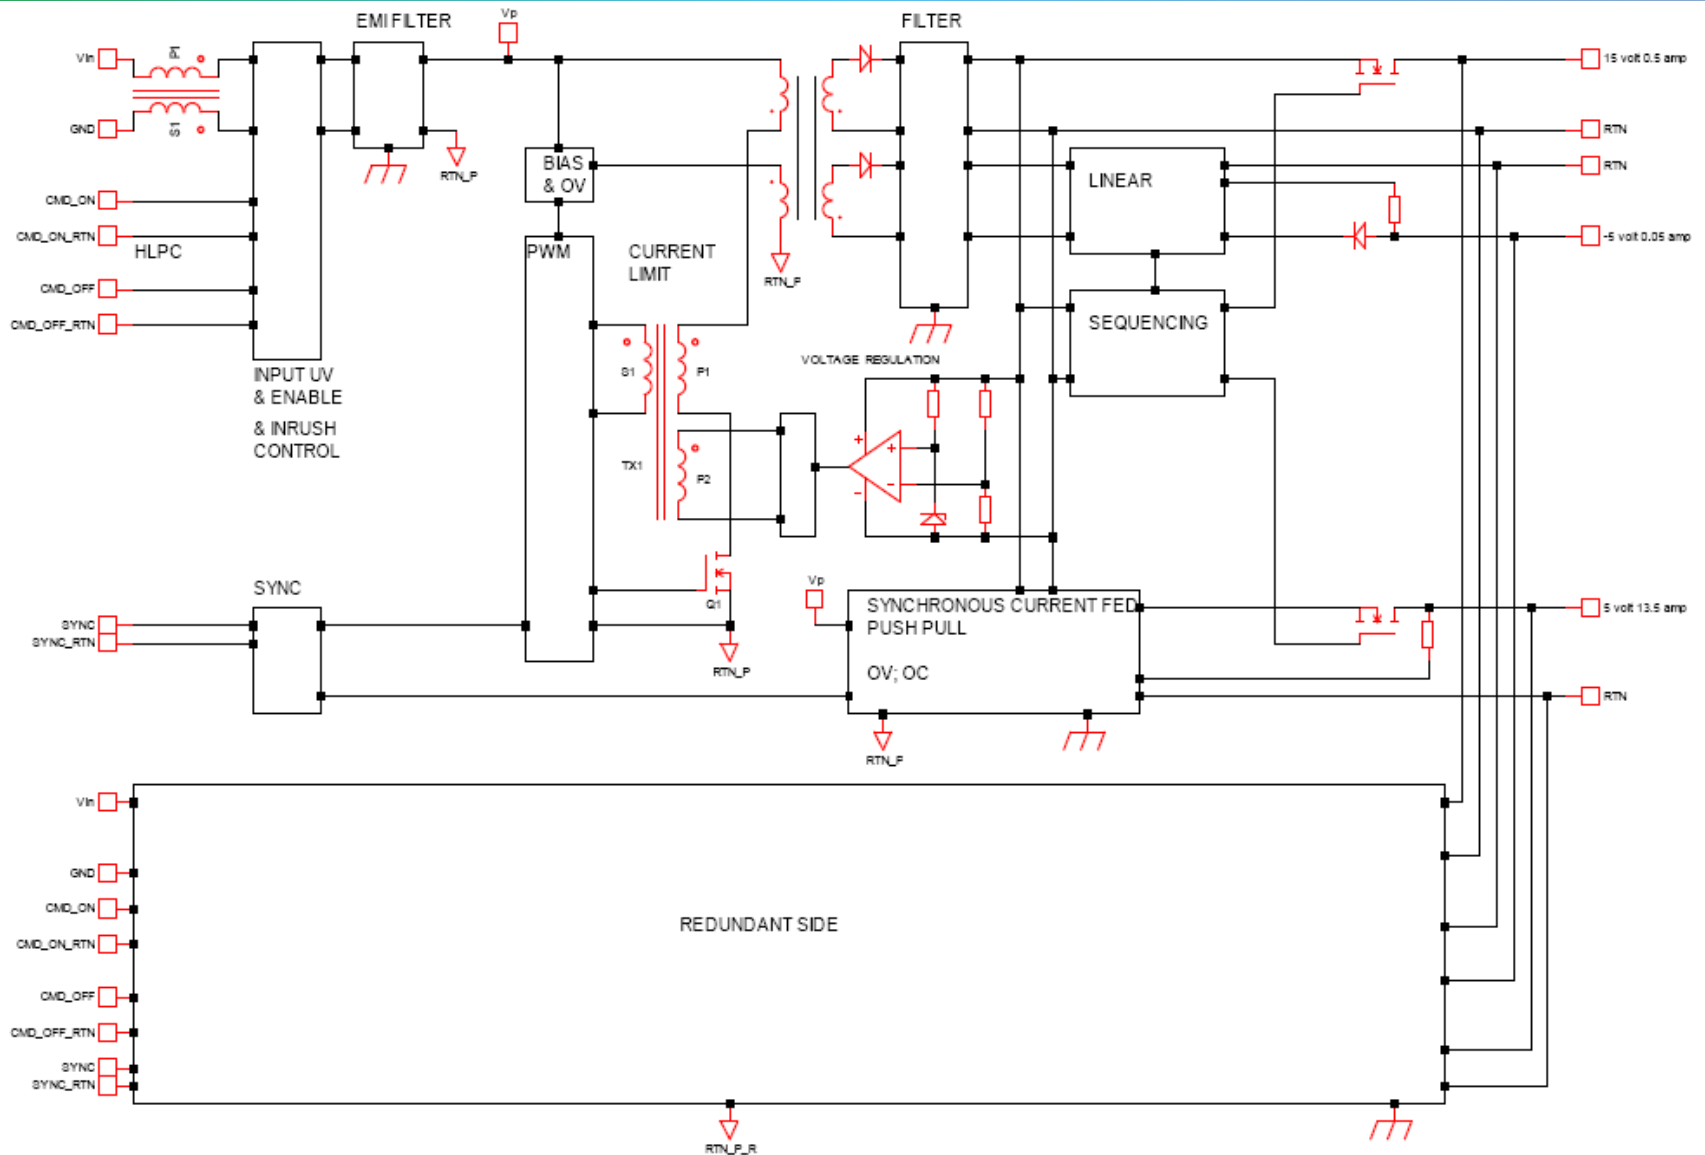 EMI FILTER
Vp
FILTER
Vin
P1
S1
GND
RTN_P
15 volt 0.5 amp
RTN
RTN
-5 volt 0.05 amp
BIAS
& OV
LINEAR
CMD_ON
CMD_ON_RTN
HLPC
CMD_OFF
CMD_OFF_RTN
PWM
CURRENT
LIMIT
RTN_P
SEQUENCING
INPUT UV
& ENABLE
& INRUSH
CONTROL
VOLTAGE REGULATION
S1
P1
TX1
P2
+
-
+
-
Q1
RTN_P
SYNC
SYNC
SYNC_RTN
Vp
SYNCHRONOUS CURRENT FED
PUSH PULL
OV; OC
5 volt 13.5 amp
RTN
RTN_P
Vin
GND
CMD_ON
CMD_ON_RTN
CMD_OFF
CMD_OFF_RTN
SYNC
SYNC_RTN
REDUNDANT SIDE
RTN_P_R